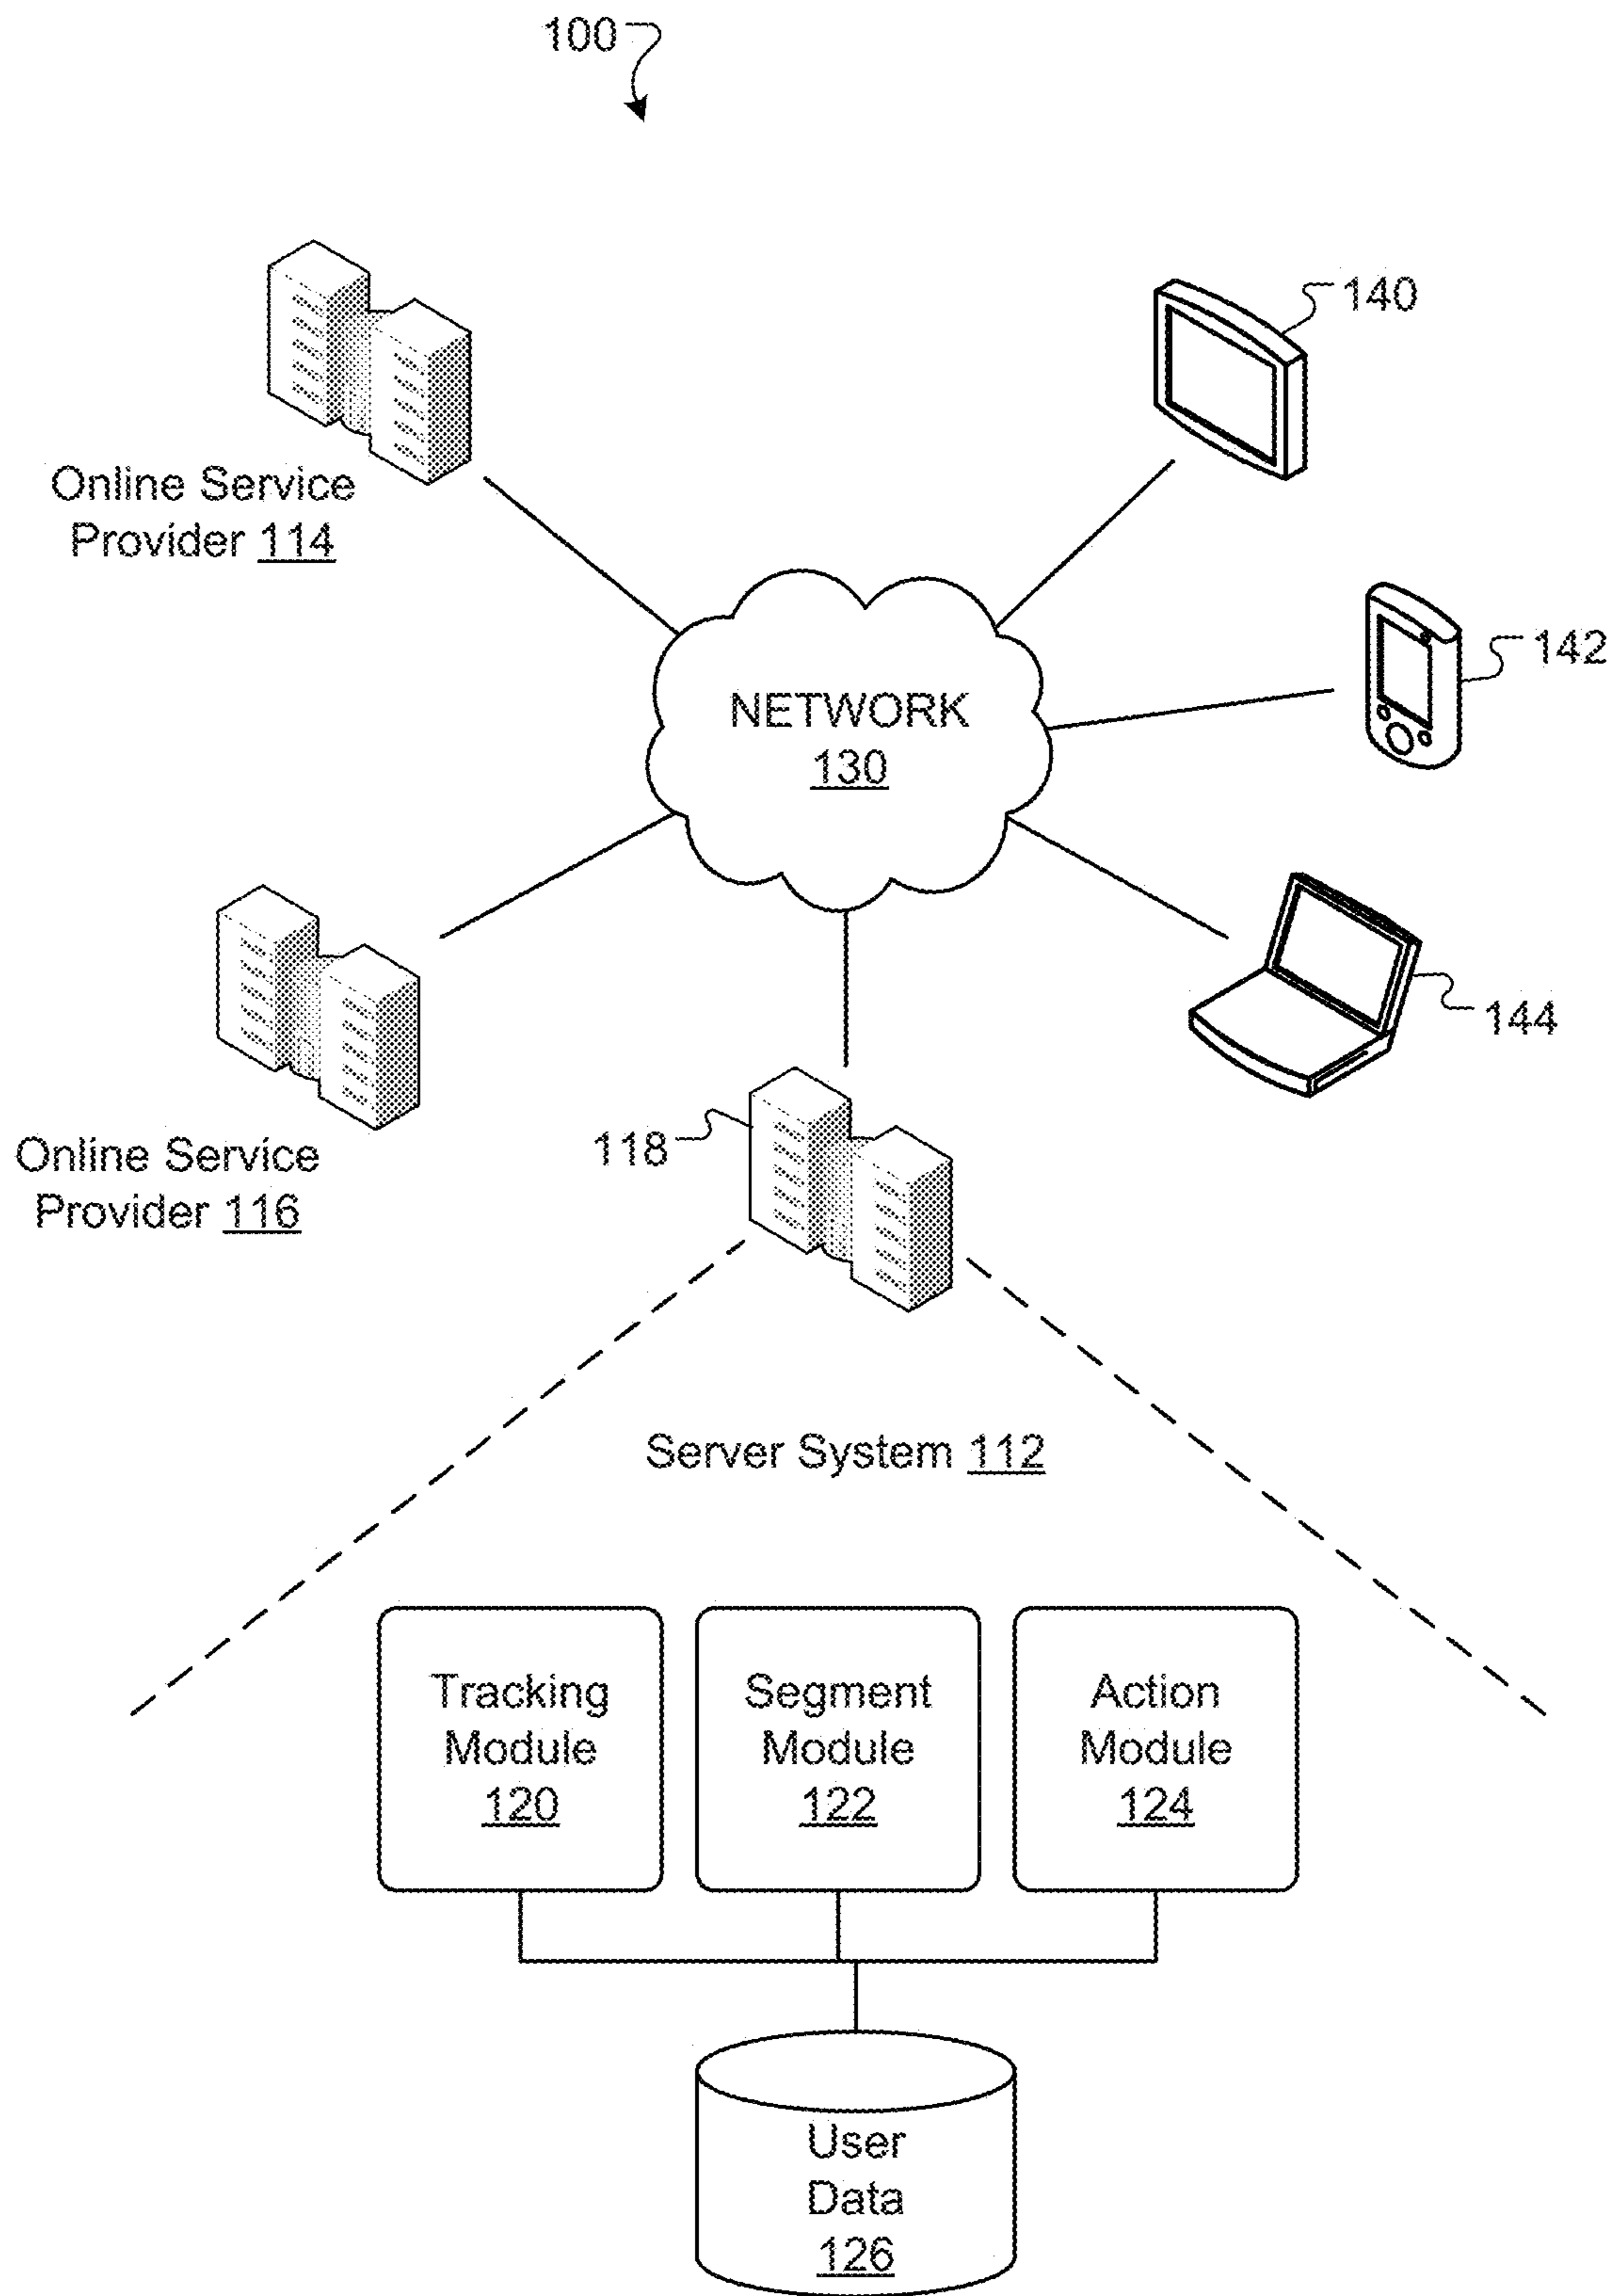 100
140
Online Service
Provider 114
142
NETWORK
130
144
118
Online Service
Provider 116
Server System 112
Tracking
Module
120
Segment
Module
122
Action
Module
124
User
Data
126